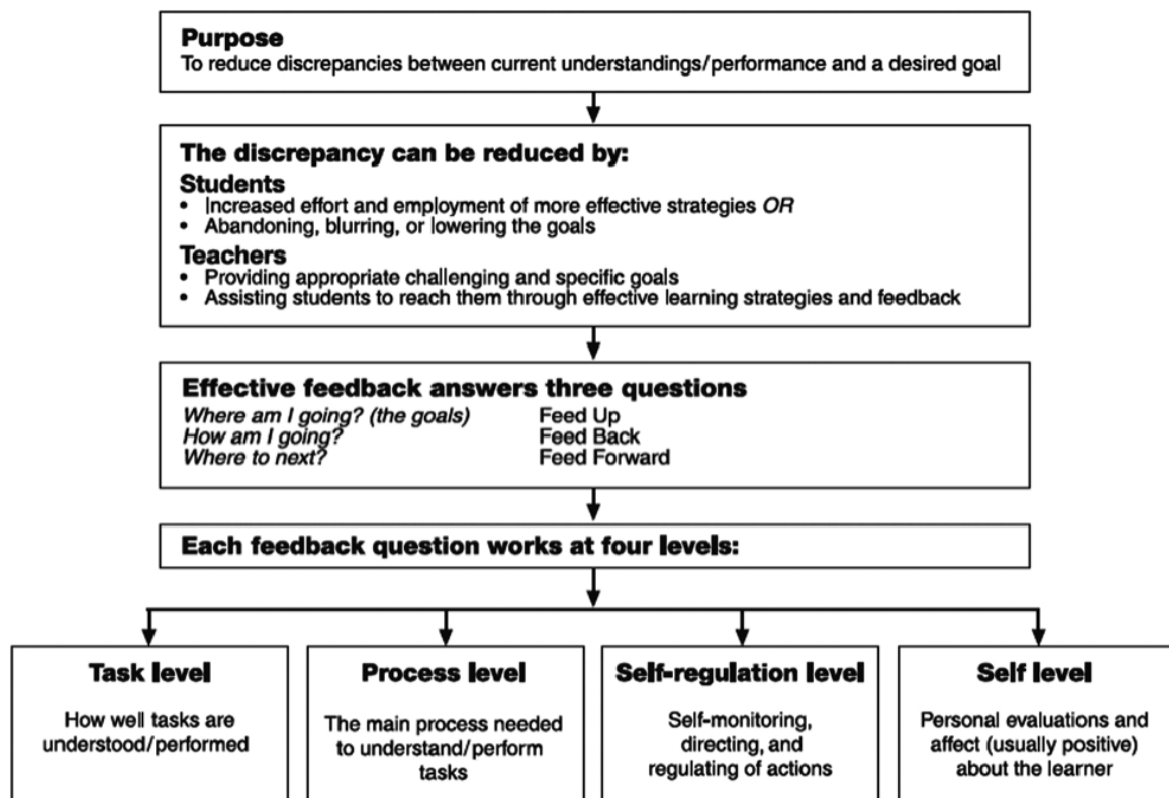 Purpose
To reduce discrepancies between current understandings/performance and a desired goal
The discrepancy can be reduced by:
Students
• Increased effort and employment of more effective strategies OR
• Abandoning, blurring, or lowering the goals
Teachers
• Providing appropriate challenging and specific goals
• Assisting students to reach them through effective learning strategies and feedback
Effective feedback answers three questions
Where am I going? (the goals) Feed Up
How am I going? Feed Back
Where to next? Feed Forward
Each feedback question works at four levels:
Task level
How well tasks are
understood/performed
Process level
The main process needed
to understand/perform
tasks
Self-regulation level
Self-monitoring,
directing, and
regulating of actions
Self level
Personal evaluations and
affect (usually positive)
about the learner